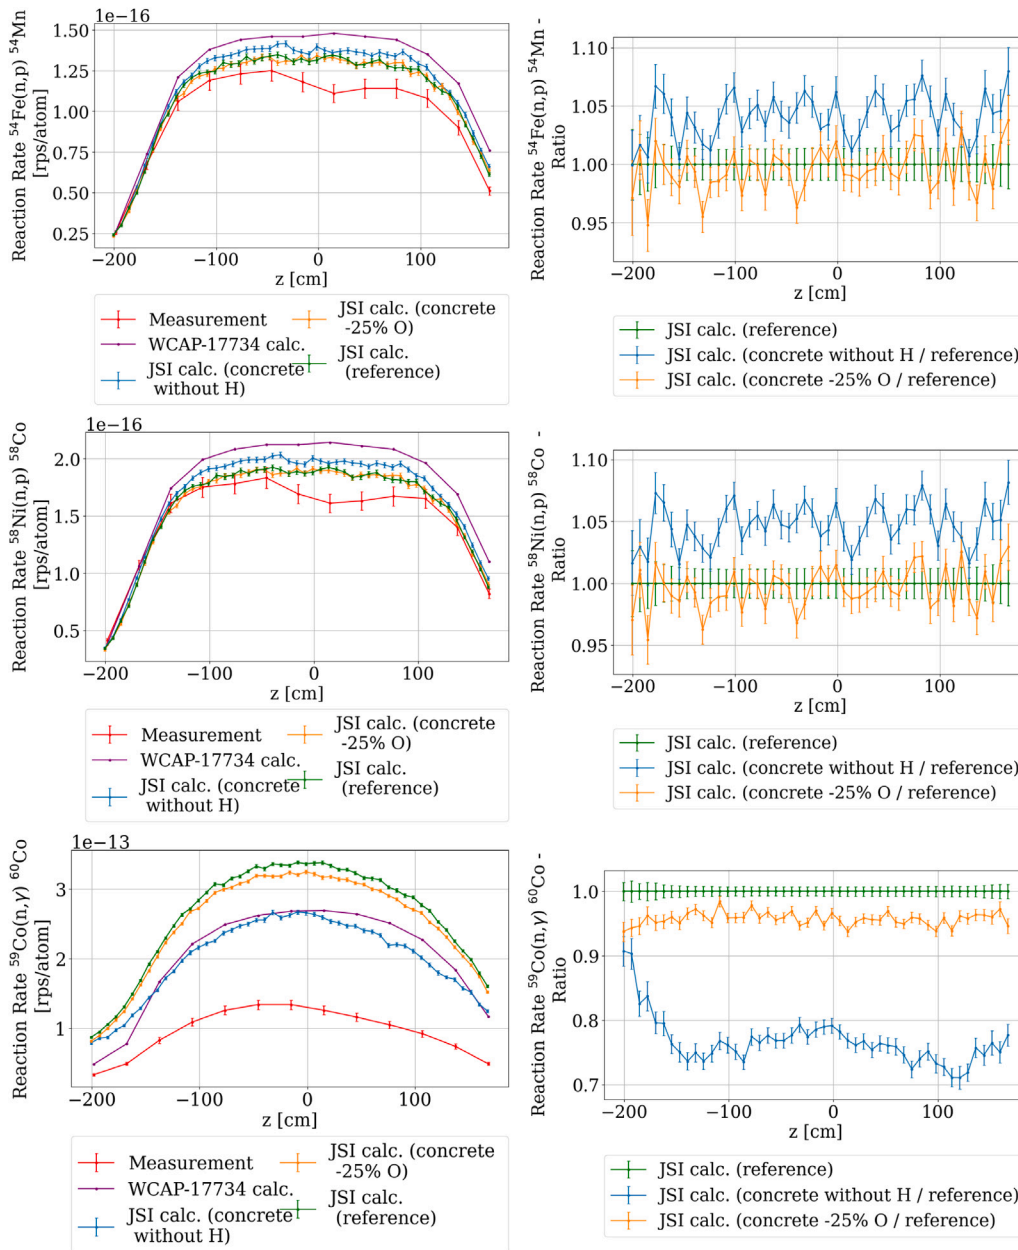 1e−16
Reaction Rate ⁵⁴Fe(n,p) ⁵⁴Mn
[rps/atom]
1.50
1.25
1.00
0.75
0.50
0.25
−200
−100
0
100
z [cm]
Measurement
WCAP-17734 calc.
JSI calc. (concrete
without H)
JSI calc. (concrete
-25% O)
JSI calc.
(reference)
Reaction Rate ⁵⁴Fe(n,p) ⁵⁴Mn -
Ratio
1.10
1.05
1.00
0.95
−200
−100
0
100
z [cm]
JSI calc. (reference)
JSI calc. (concrete without H / reference)
JSI calc. (concrete -25% O / reference)
1e−16
Reaction Rate ⁵⁸Ni(n,p) ⁵⁸Co
[rps/atom]
2.0
1.5
1.0
0.5
−200
−100
0
100
z [cm]
Measurement
WCAP-17734 calc.
JSI calc. (concrete
without H)
JSI calc. (concrete
-25% O)
JSI calc.
(reference)
Reaction Rate ⁵⁸Ni(n,p) ⁵⁸Co -
Ratio
1.10
1.05
1.00
0.95
−200
−100
0
100
z [cm]
JSI calc. (reference)
JSI calc. (concrete without H / reference)
JSI calc. (concrete -25% O / reference)
1e−13
Reaction Rate ⁵⁹Co(n,γ) ⁶⁰Co
[rps/atom]
3
2
1
−200
−100
0
100
z [cm]
Measurement
WCAP-17734 calc.
JSI calc. (concrete
without H)
JSI calc. (concrete
-25% O)
JSI calc.
(reference)
Reaction Rate ⁵⁹Co(n,γ) ⁶⁰Co -
Ratio
1.0
0.9
0.8
0.7
−200
−100
0
100
z [cm]
JSI calc. (reference)
JSI calc. (concrete without H / reference)
JSI calc. (concrete -25% O / reference)